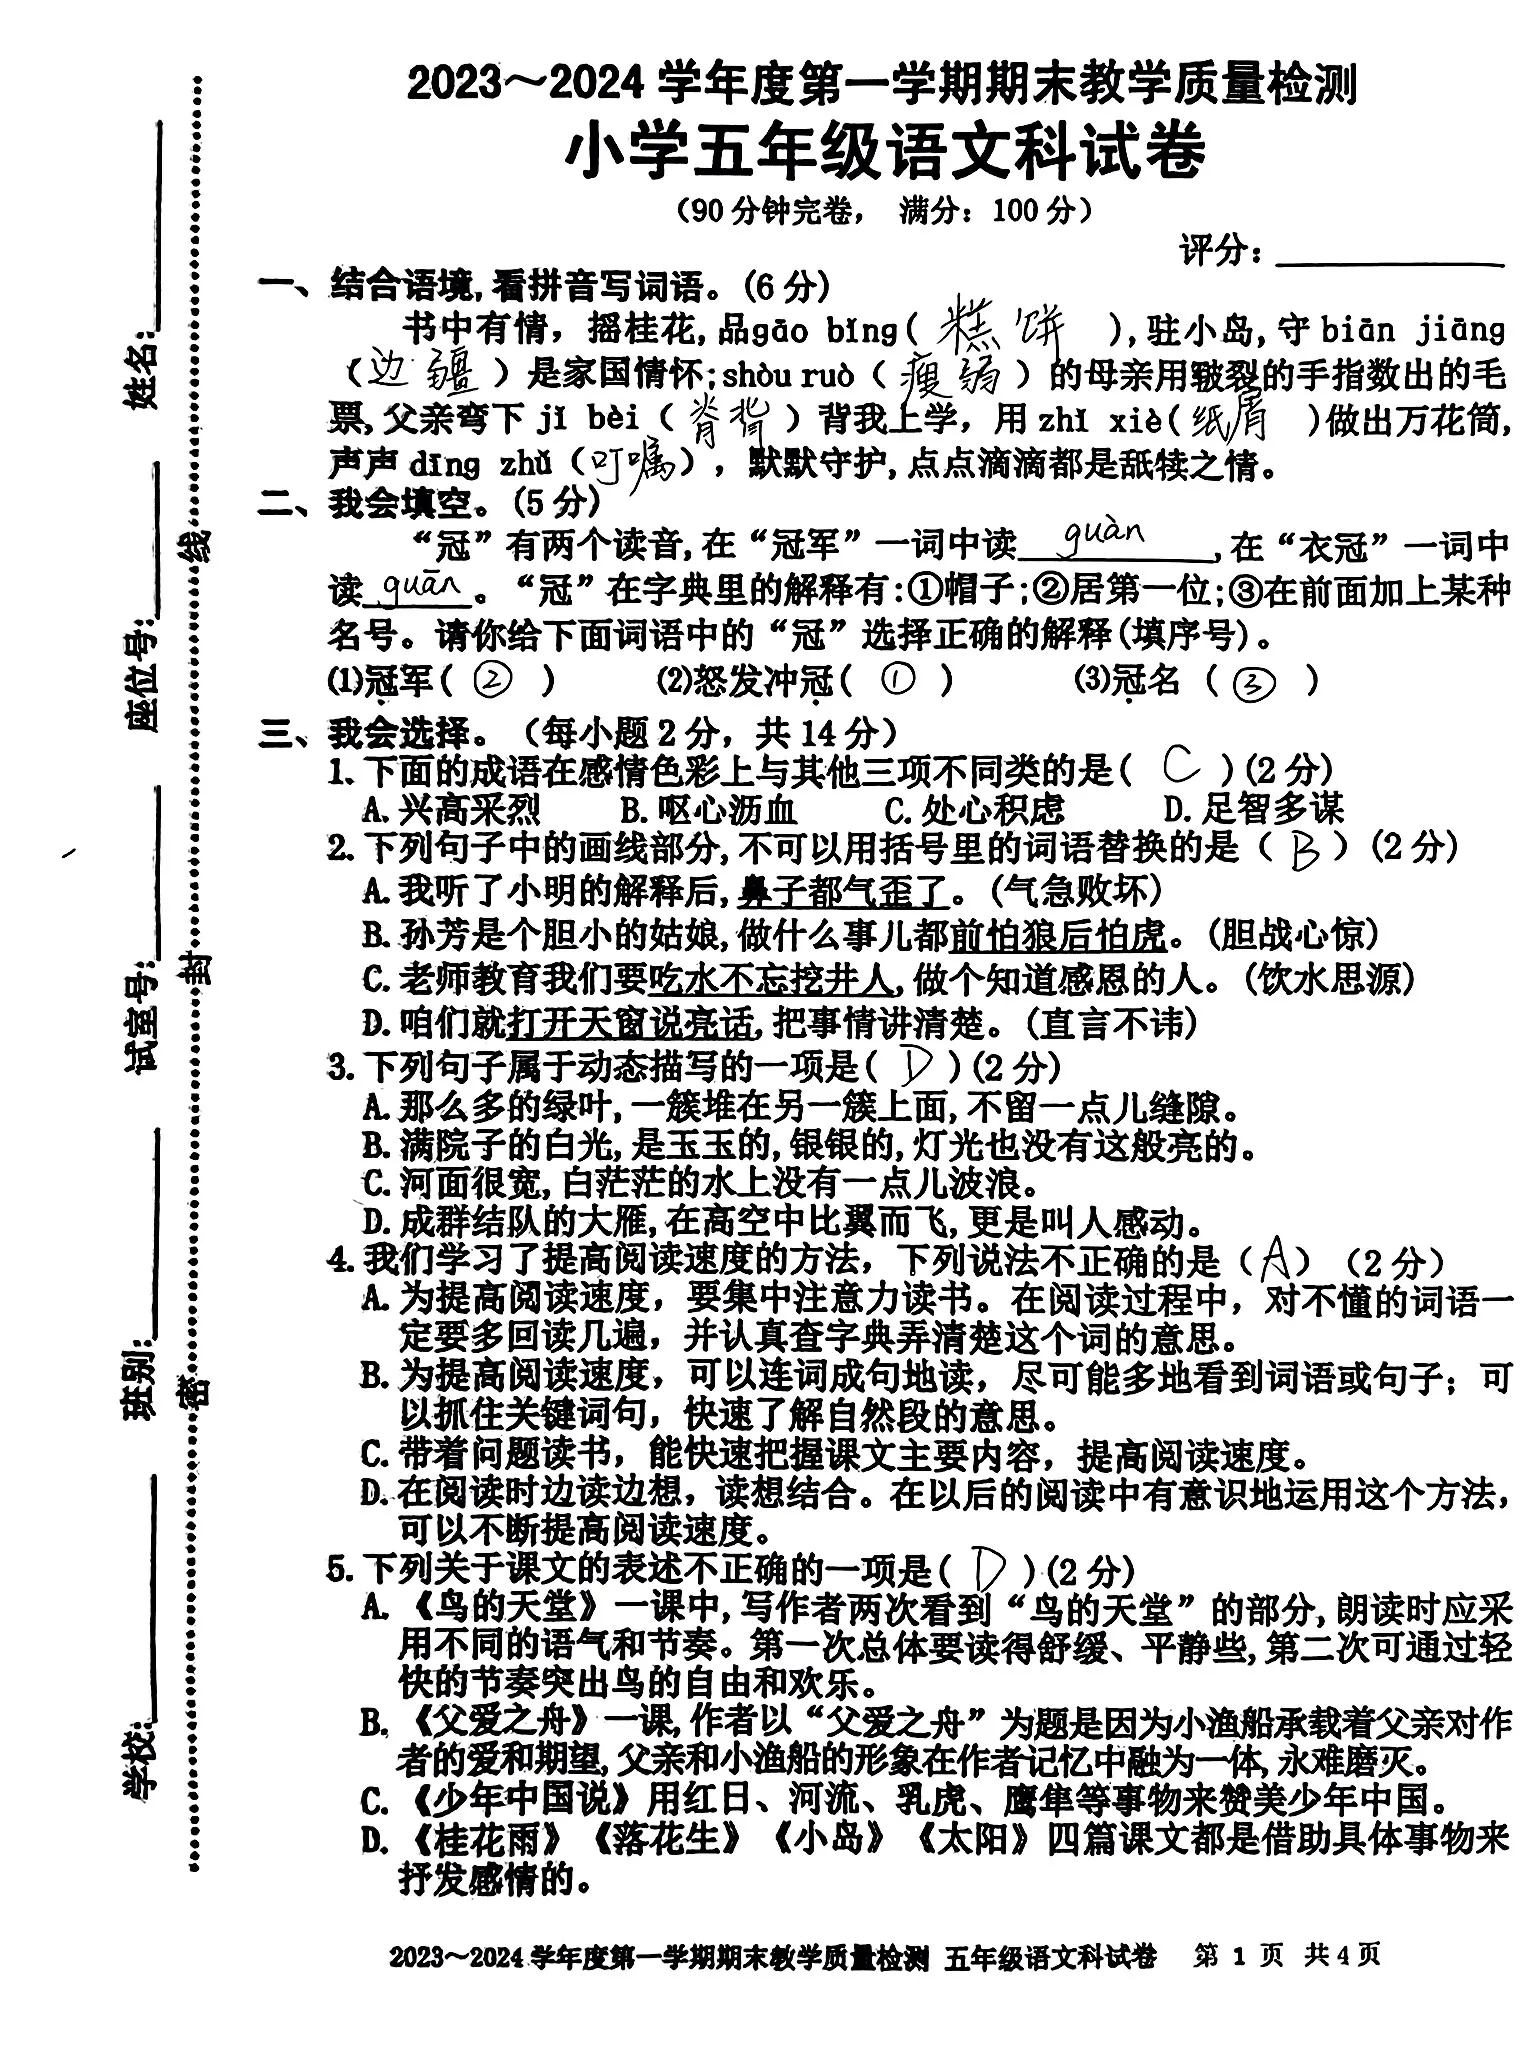 2023～2024 学年度第一学期期末教学质量检测
小学五年级语文科试卷
（90 分钟完卷， 满分：100 分）
评分：
一、结合语境,看拼音写词语。(6 分)
书中有情，摇桂花,品gāo bǐng( 糕饼 ),驻小岛,守 biān jiāng
（边疆）是家国情怀;shòu ruò（瘦弱）的母亲用皲裂的手指数出的毛
票,父亲弯下 jǐ bèi（脊背）背我上学，用 zhǐ xiè( 纸屑 )做出万花筒,
声声 dīng zhǔ（叮嘱），默默守护,点点滴滴都是舐犊之情。
二、我会填空。(5 分)
“冠”有两个读音,在“冠军”一词中读 guàn ,在“衣冠”一词中
读 guān 。“冠”在字典里的解释有:①帽子;②居第一位;③在前面加上某种
名号。请你给下面词语中的“冠”选择正确的解释(填序号)。
⑴冠军( ② ) ⑵怒发冲冠( ① ) ⑶冠名（ ③ ）
三、我会选择。（每小题 2 分，共 14 分）
1. 下面的成语在感情色彩上与其他三项不同类的是( C )(2 分)
A. 兴高采烈 B. 呕心沥血 C. 处心积虑 D. 足智多谋
2. 下列句子中的画线部分,不可以用括号里的词语替换的是（ B ）(2 分)
A. 我听了小明的解释后,鼻子都气歪了。(气急败坏)
B. 孙芳是个胆小的姑娘,做什么事儿都前怕狼后怕虎。(胆战心惊)
C. 老师教育我们要吃水不忘挖井人,做个知道感恩的人。(饮水思源)
D. 咱们就打开天窗说亮话,把事情讲清楚。(直言不讳)
3. 下列句子属于动态描写的一项是( D )(2 分)
A. 那么多的绿叶,一簇堆在另一簇上面,不留一点儿缝隙。
B. 满院子的白光,是玉玉的,银银的,灯光也没有这般亮的。
C. 河面很宽,白茫茫的水上没有一点儿波浪。
D. 成群结队的大雁,在高空中比翼而飞,更是叫人感动。
4. 我们学习了提高阅读速度的方法，下列说法不正确的是（ A ）（2 分）
A. 为提高阅读速度，要集中注意力读书。在阅读过程中，对不懂的词语一
定要多回读几遍，并认真查字典弄清楚这个词的意思。
B. 为提高阅读速度，可以连词成句地读，尽可能多地看到词语或句子；可
以抓住关键词句，快速了解自然段的意思。
C. 带着问题读书，能快速把握课文主要内容，提高阅读速度。
D. 在阅读时边读边想，读想结合。在以后的阅读中有意识地运用这个方法，
可以不断提高阅读速度。
5. 下列关于课文的表述不正确的一项是( D )(2 分)
A. 《鸟的天堂》一课中,写作者两次看到“鸟的天堂”的部分,朗读时应采
用不同的语气和节奏。第一次总体要读得舒缓、平静些,第二次可通过轻
快的节奏突出鸟的自由和欢乐。
B. 《父爱之舟》一课,作者以“父爱之舟”为题是因为小渔船承载着父亲对作
者的爱和期望,父亲和小渔船的形象在作者记忆中融为一体,永难磨灭。
C. 《少年中国说》用红日、河流、乳虎、鹰隼等事物来赞美少年中国。
D. 《桂花雨》《落花生》《小岛》《太阳》四篇课文都是借助具体事物来
抒发感情的。
2023～2024 学年度第一学期期末教学质量检测 五年级语文科试卷 第 1 页 共 4 页
学校: 班别: 试室号: 座位号: 姓名:
密 封 线